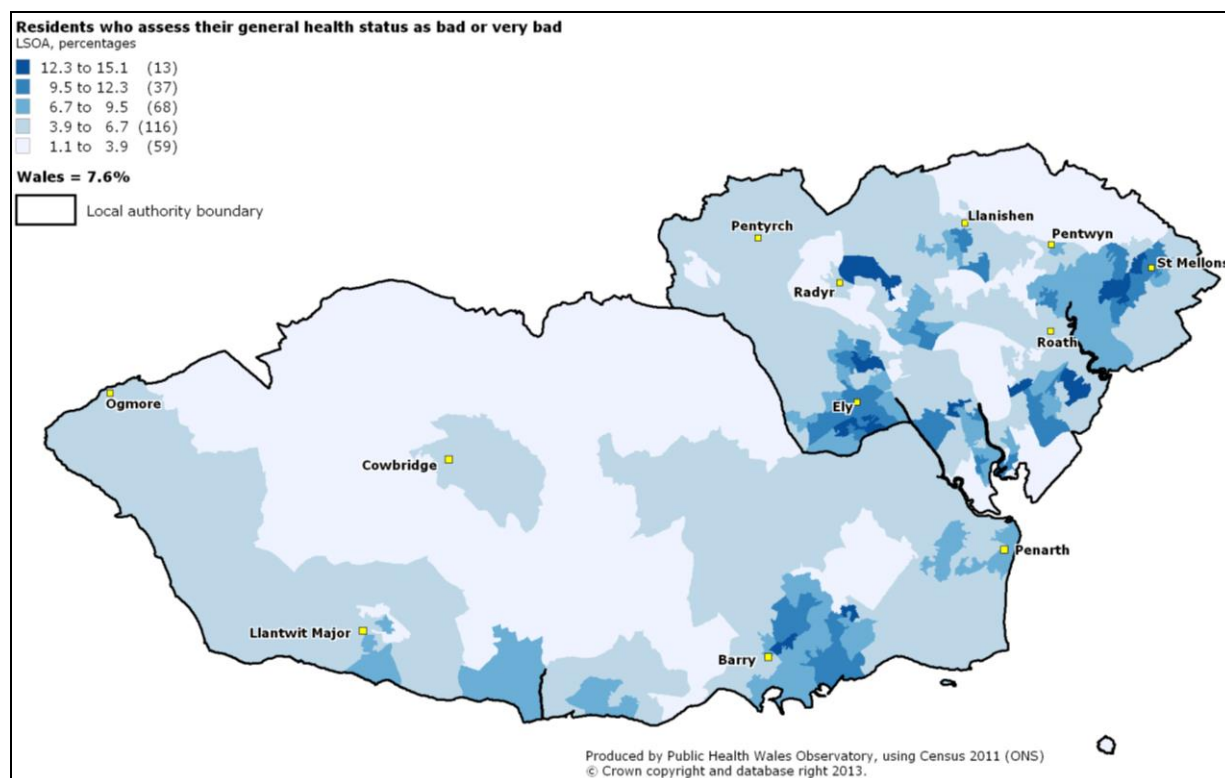 Residents who assess their general health status as bad or very bad
LSOA, percentages
12.3 to 15.1 (13)
9.5 to 12.3 (37)
6.7 to 9.5 (68)
3.9 to 6.7 (116)
1.1 to 3.9 (59)
Wales = 7.6%
Local authority boundary
Llanishen
Pentyrch
Pentwyn
St Mellons
Radyr
Roath
Ogmore
Ely
Cowbridge
Penarth
Llantwit Major
Barry
Produced by Public Health Wales Observatory, using Census 2011 (ONS)
© Crown copyright and database right 2013.